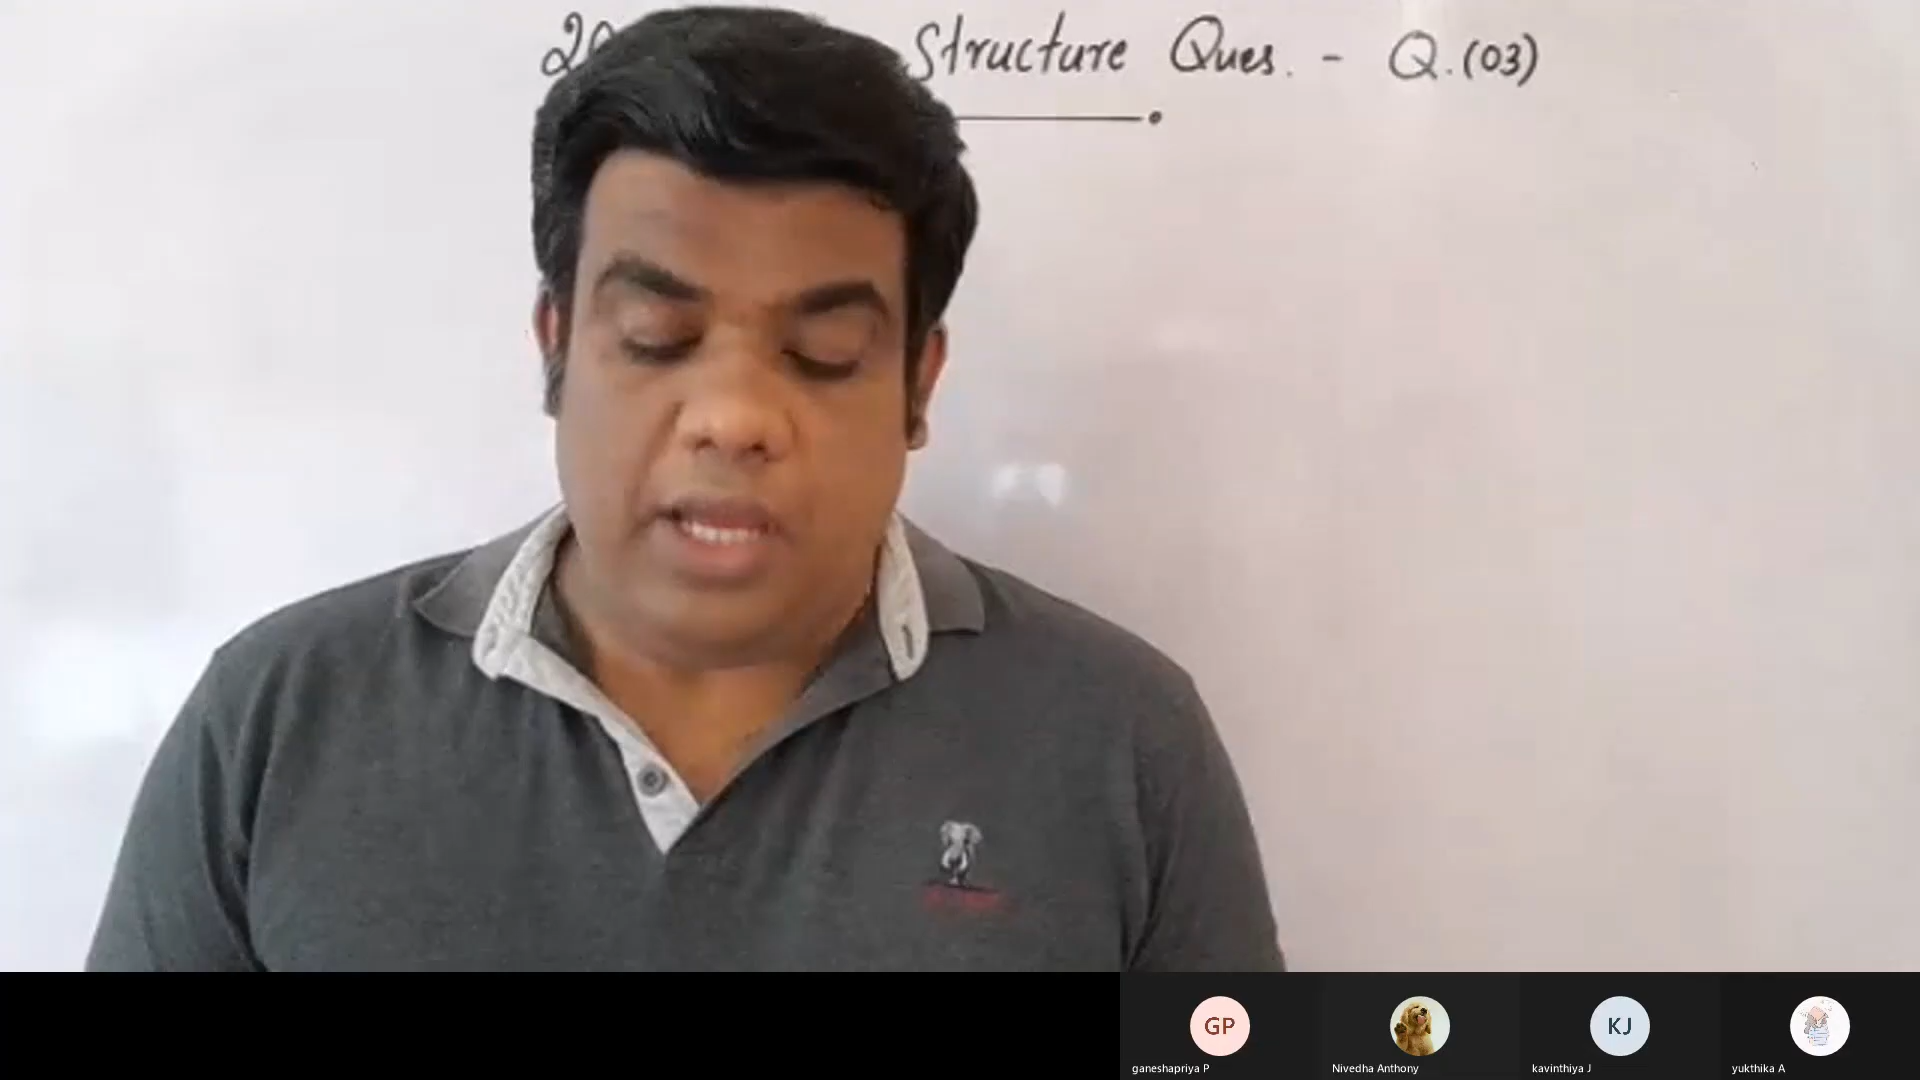 Structure Ques. - Q.(03)
GP
KJ
ganeshapriya P
Nivedha Anthony
kavinthiya J
yukthika A